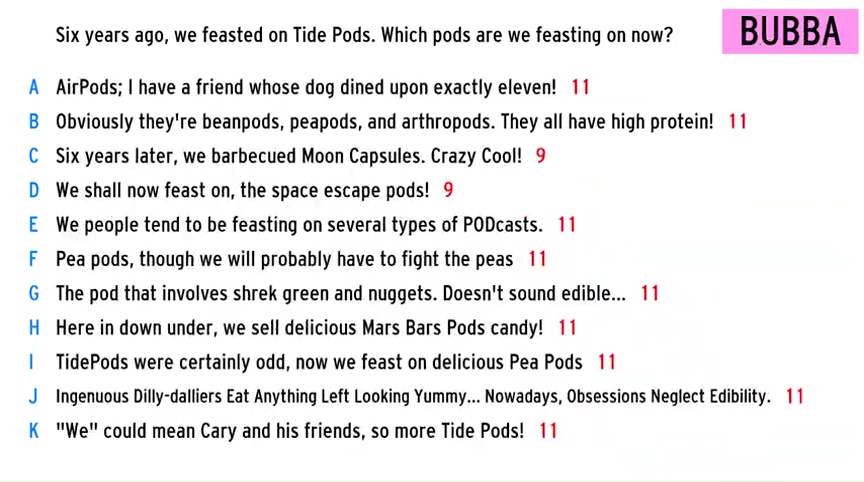 Six years ago, we feasted on Tide Pods. Which pods are we feasting on now?
BUBBA
A AirPods; I have a friend whose dog dined upon exactly eleven! 11
B Obviously they're beanpods, peapods, and arthropods. They all have high protein! 11
C Six years later, we barbecued Moon Capsules. Crazy Cool! 9
D We shall now feast on, the space escape pods! 9
E We people tend to be feasting on several types of PODcasts. 11
F Pea pods, though we will probably have to fight the peas 11
G The pod that involves shrek green and nuggets. Doesn't sound edible... 11
H Here in down under, we sell delicious Mars Bars Pods candy! 11
I TidePods were certainly odd, now we feast on delicious Pea Pods 11
J Ingenuous Dilly-dalliers Eat Anything Left Looking Yummy... Nowadays, Obsessions Neglect Edibility. 11
K "We" could mean Cary and his friends, so more Tide Pods! 11